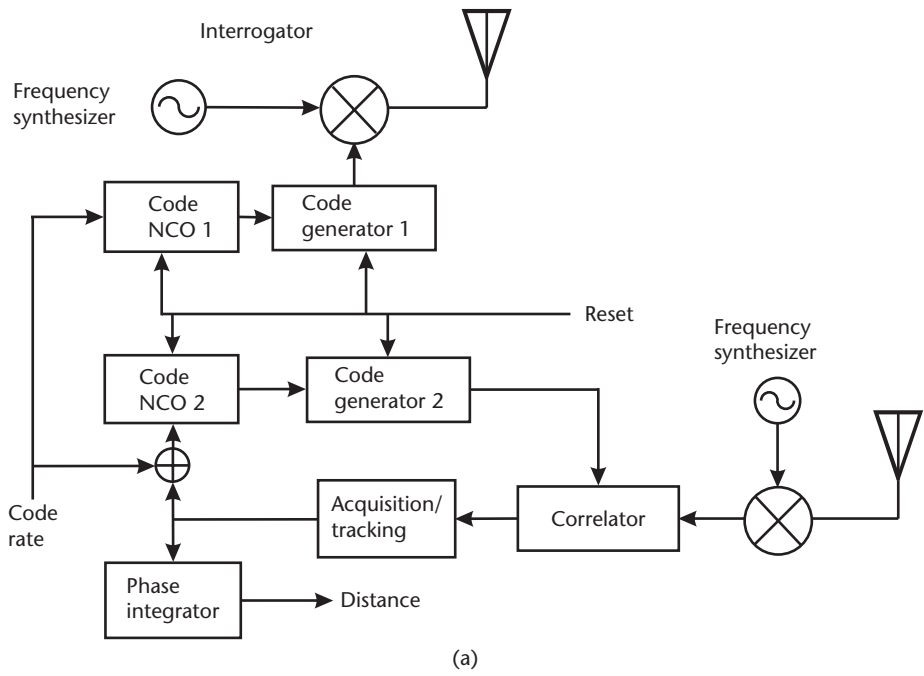 Interrogator
Frequency
synthesizer
Code
NCO 1
Code
generator 1
Reset
Frequency
synthesizer
Code
NCO 2
Code
generator 2
Code
rate
Acquisition/
tracking
Correlator
Phase
integrator
Distance
(a)